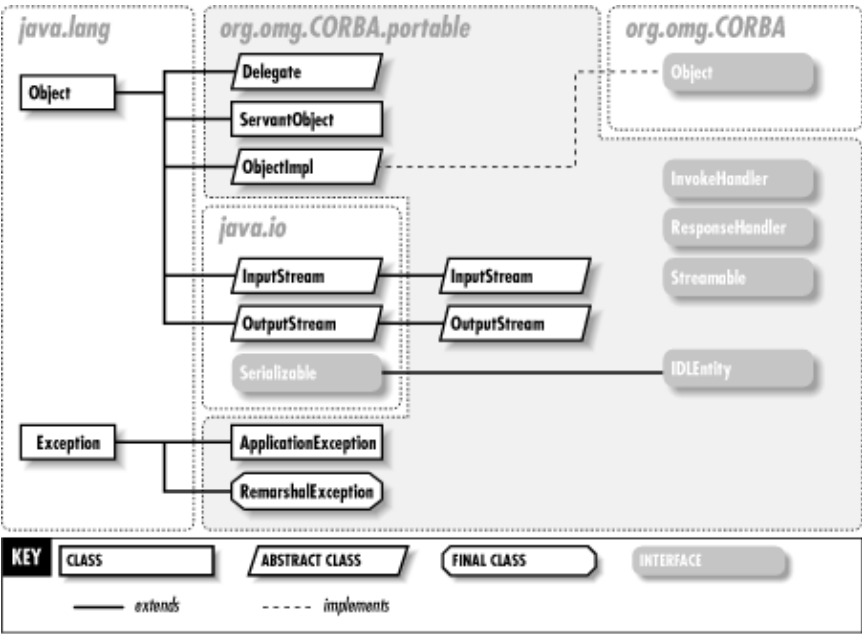 java.lang
org.omg.CORBA.portable
org.omg.CORBA
Object
Delegate
Object
ServantObject
ObjectImpl
InvokeHandler
ResponseHandler
java.io
InputStream
InputStream
Streamable
OutputStream
OutputStream
Serializable
IDLEntity
Exception
ApplicationException
RemarshalException
KEY
CLASS
ABSTRACT CLASS
FINAL CLASS
INTERFACE
extends
implements